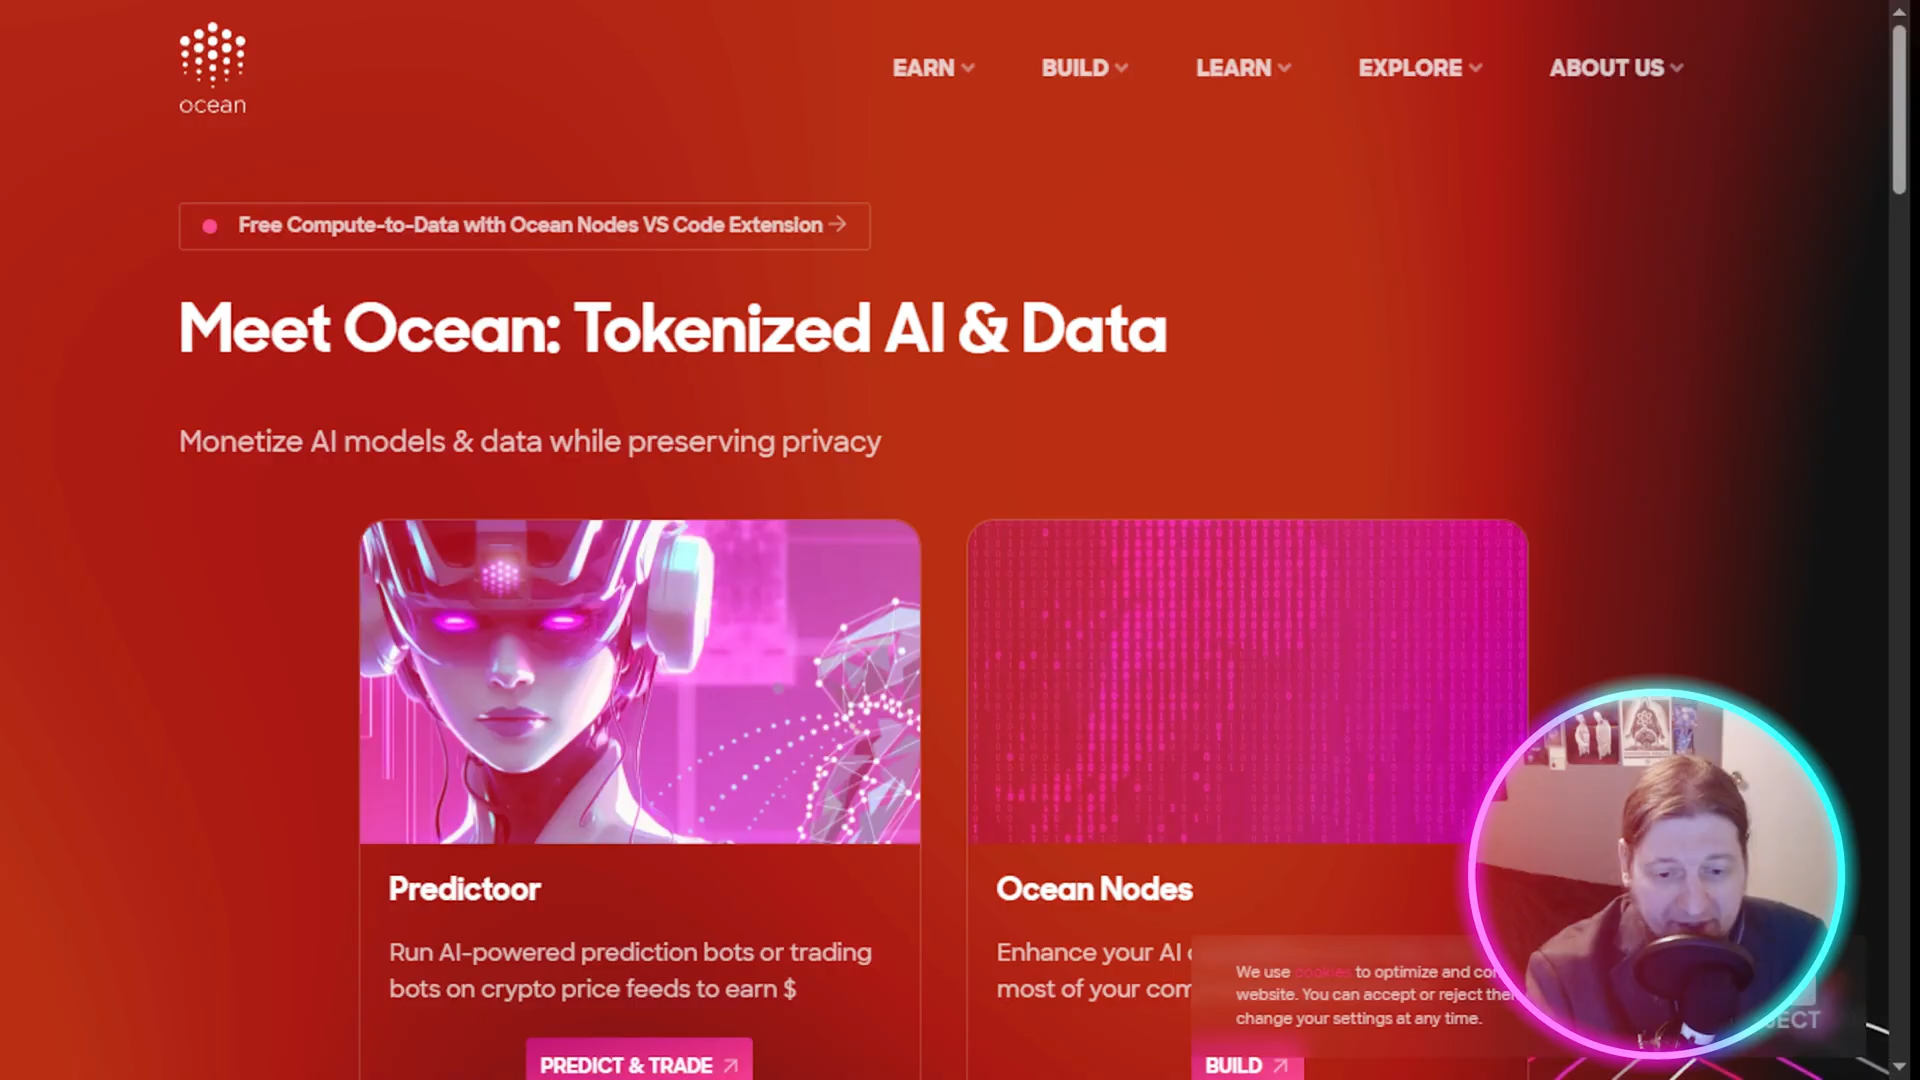 ocean
EARN
BUILD
LEARN
EXPLORE
ABOUT US
Free Compute-to-Data with Ocean Nodes VS Code Extension →
Meet Ocean: Tokenized AI & Data
Monetize AI models & data while preserving privacy
Predictoor
Run AI-powered prediction bots or trading
bots on crypto price feeds to earn $
PREDICT & TRADE
Ocean Nodes
Enhance your AI
most of your com
BUILD
We use cookies to optimize and
website. You can accept or reject
change your settings at any time.